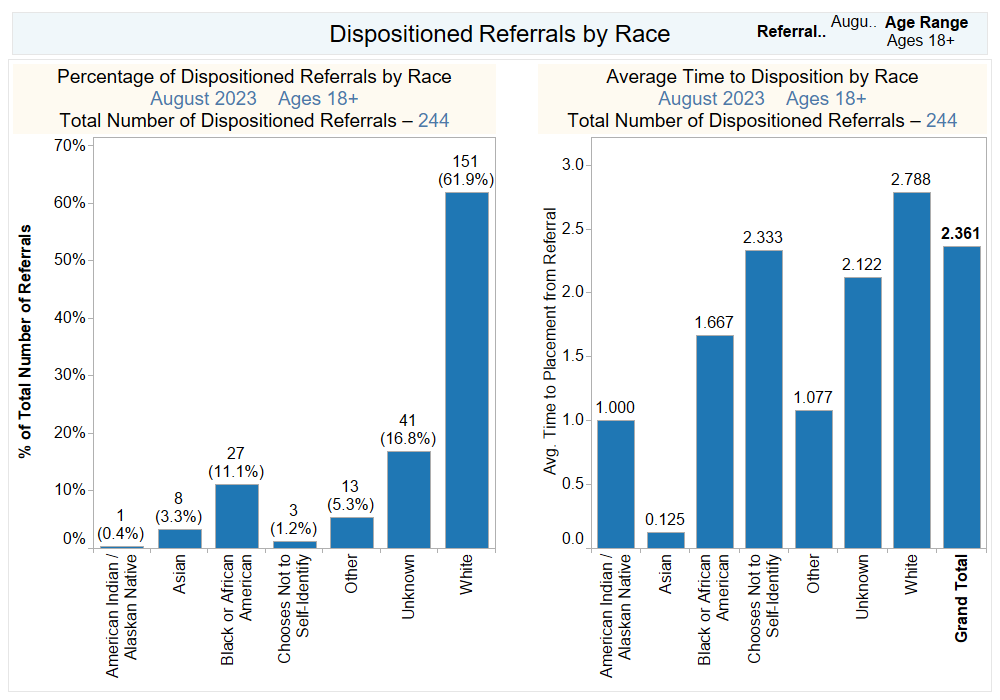 Dispositioned Referrals by Race
Referral..
Augu..
Age Range
Ages 18+
Percentage of Dispositioned Referrals by Race
August 2023 Ages 18+
Total Number of Dispositioned Referrals – 244
% of Total Number of Referrals
70%
60%
50%
40%
30%
20%
10%
0%
1
(0.4%)
8
(3.3%)
27
(11.1%)
3
(1.2%)
13
(5.3%)
41
(16.8%)
151
(61.9%)
American Indian /
Alaskan Native
Asian
Black or African
American
Chooses Not to
Self-Identify
Other
Unknown
White
Average Time to Disposition by Race
August 2023 Ages 18+
Total Number of Dispositioned Referrals – 244
Avg. Time to Placement from Referral
3.0
2.5
2.0
1.5
1.0
0.5
0.0
1.000
0.125
1.667
2.333
1.077
2.122
2.788
2.361
American Indian /
Alaskan Native
Asian
Black or African
American
Chooses Not to
Self-Identify
Other
Unknown
White
Grand Total